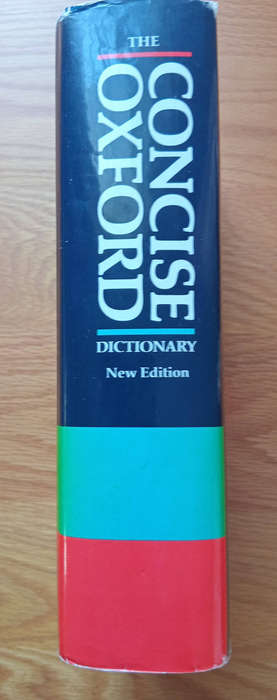 THE
CONCISE
OXFORD
DICTIONARY
New Edition